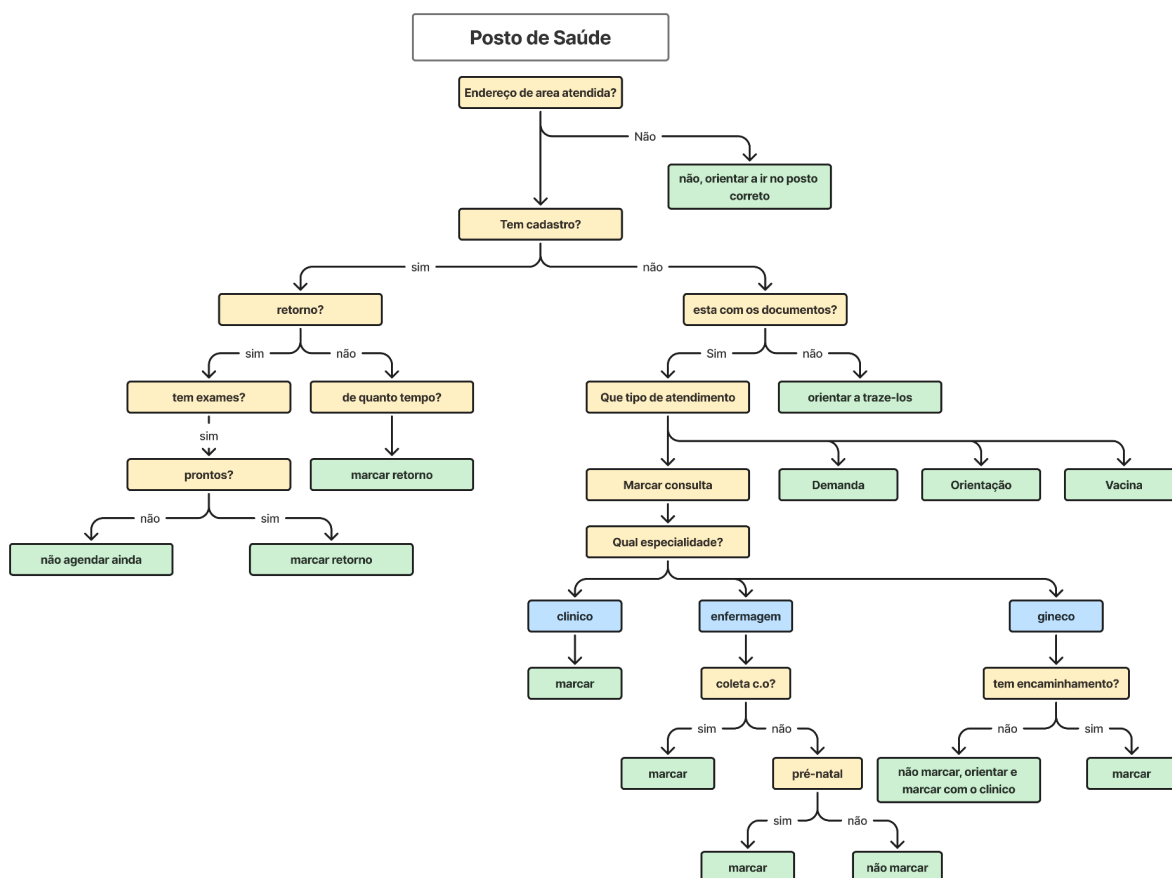 Posto de Saúde
Endereço de area atendida?
Não
não, orientar a ir no posto
correto
Tem cadastro?
sim
não
retorno?
esta com os documentos?
sim
não
Sim
não
tem exames?
de quanto tempo?
Que tipo de atendimento
orientar a traze-los
sim
prontos?
marcar retorno
Marcar consulta
Demanda
Orientação
Vacina
não
sim
Qual especialidade?
não agendar ainda
marcar retorno
clinico
enfermagem
gineco
marcar
coleta c.o?
tem encaminhamento?
sim
não
não
sim
marcar
pré-natal
não marcar, orientar e
marcar com o clinico
marcar
sim
não
marcar
não marcar